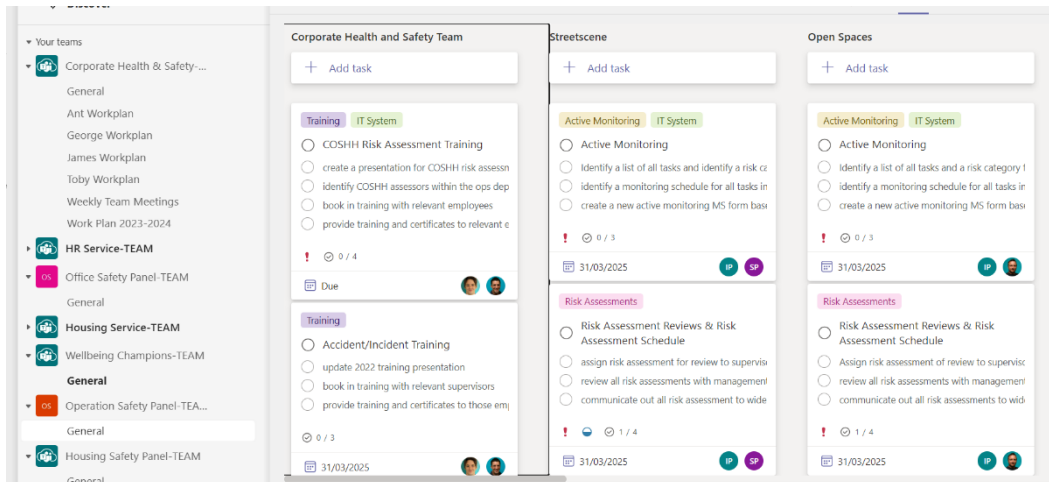 Discover
Your teams
Corporate Health & Safety-...
General
Ant Workplan
George Workplan
James Workplan
Toby Workplan
Weekly Team Meetings
Work Plan 2023-2024
HR Service-TEAM
OS
Office Safety Panel-TEAM
General
Housing Service-TEAM
Wellbeing Champions-TEAM
General
OS
Operation Safety Panel-TEA...
General
Housing Safety Panel-TEAM
General
Corporate Health and Safety Team
+ Add task
Training IT System
COSHH Risk Assessment Training
create a presentation for COSHH risk assessm
identify COSHH assessors within the ops dep
book in training with relevant employees
provide training and certificates to relevant e
! 0 / 4
Due
Training
Accident/Incident Training
update 2022 training presentation
book in training with relevant supervisors
provide training and certificates to those emp
0 / 3
31/03/2025
Streetscene
+ Add task
Active Monitoring IT System
Active Monitoring
Identify a list of all tasks and identify a risk ca
identify a monitoring schedule for all tasks in
create a new active monitoring MS form base
! 0 / 3
31/03/2025 IP SP
Risk Assessments
Risk Assessment Reviews & Risk
Assessment Schedule
assign risk assessment for review to supervise
review all risk assessments with management
communicate out all risk assessment to wide
! 1 / 4
31/03/2025 IP SP
Open Spaces
+ Add task
Active Monitoring IT System
Active Monitoring
Identify a list of all tasks and a risk category f
identify a monitoring schedule for all tasks in
create a new active monitoring MS form base
! 0 / 3
31/03/2025 IP
Risk Assessments
Risk Assessment Reviews & Risk
Assessment Schedule
Assign risk assessment of review to superviso
review all risk assessments with management
communicate out all risk assessments to wide
! 1 / 4
31/03/2025 IP